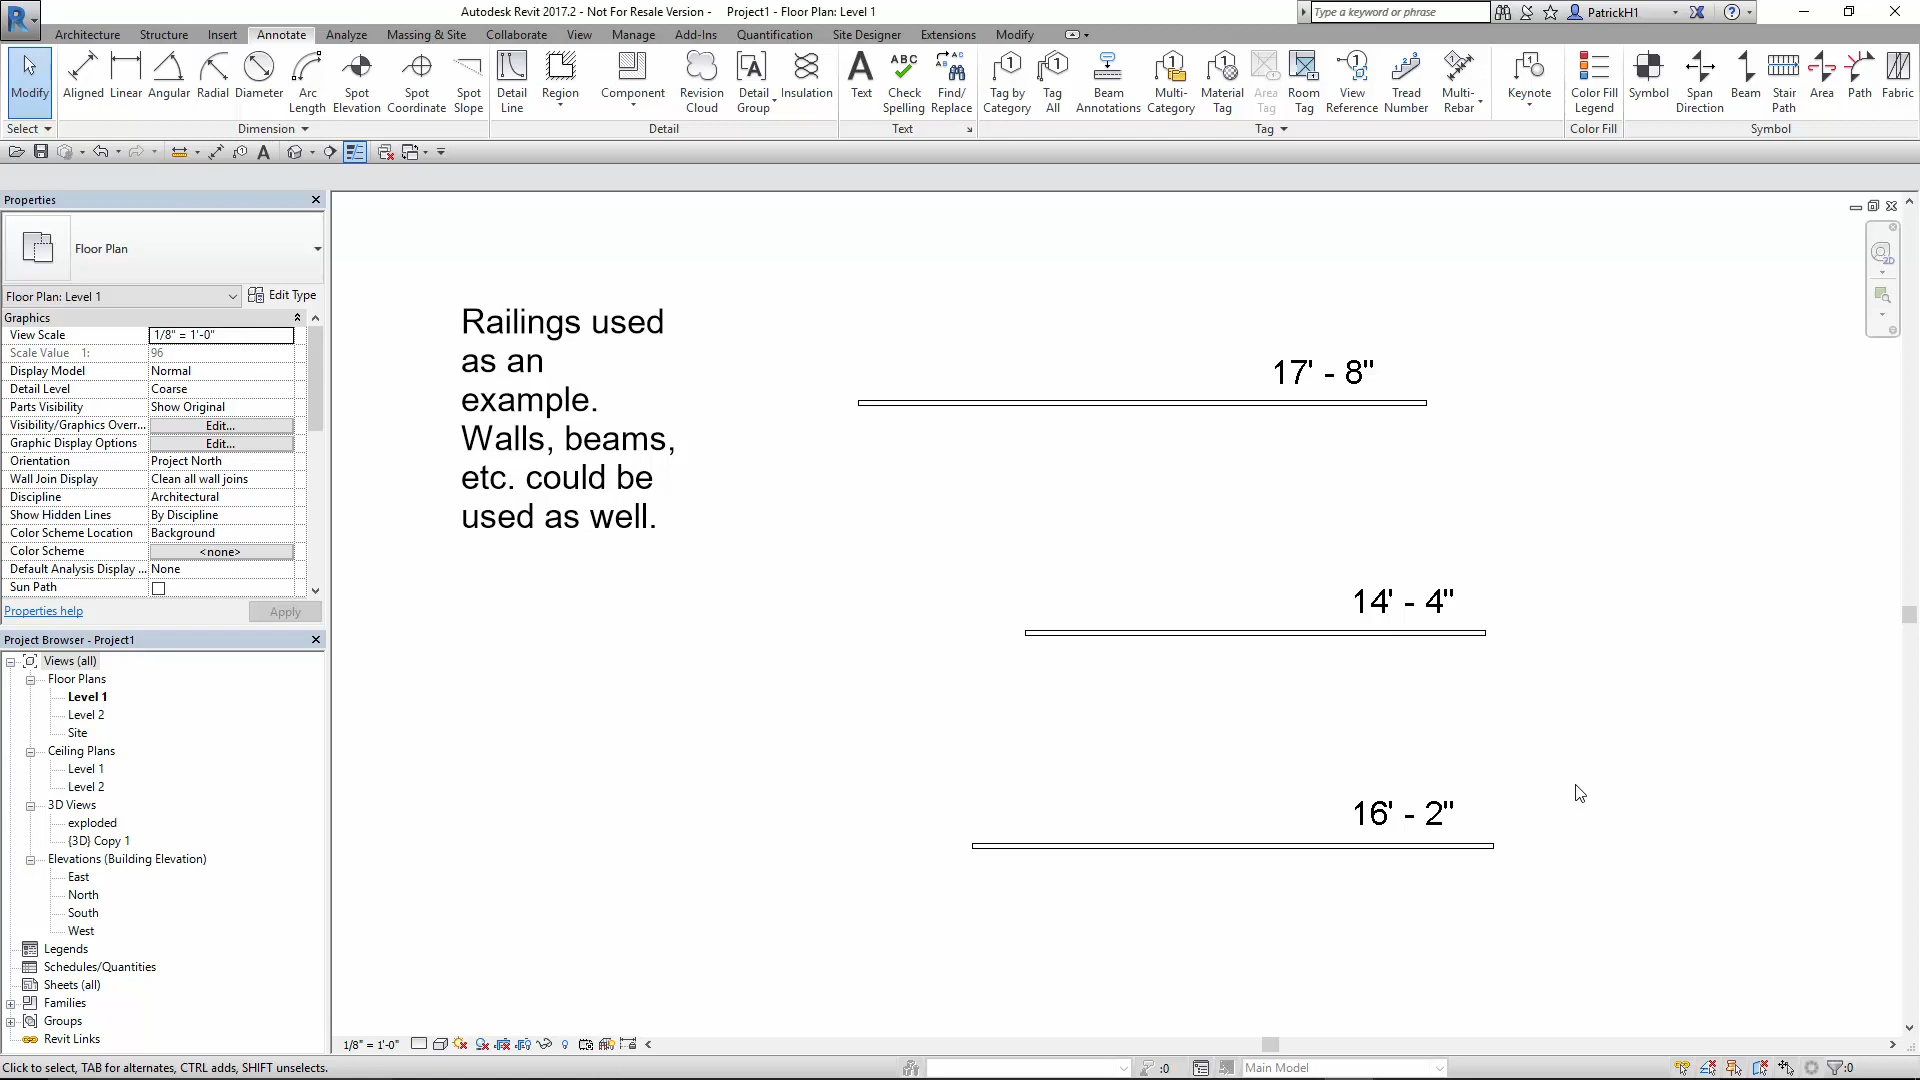 Autodesk Revit 2017.2 - Not For Resale Version - Project1 - Floor Plan: Level 1
Type a keyword or phrase
PatrickH1
Architecture Structure Insert Annotate Analyze Massing & Site Collaborate View Manage Add-Ins Quantification Site Designer Extensions Modify
Modify Aligned Linear Angular Radial Diameter Arc Length Spot Elevation Spot Coordinate Spot Slope Detail Line Region Component Revision Cloud Detail Group Insulation Text Check Spelling Find/ Replace Tag by Category Tag All Beam Annotations Multi- Category Material Tag Area Tag Room Tag View Reference Tread Number Multi- Rebar Keynote Color Fill Legend Symbol Span Direction Beam Stair Path Area Path Fabric
Select Dimension Detail Text Tag Color Fill Symbol
Properties
Floor Plan
Floor Plan: Level 1 Edit Type
Graphics
View Scale 1/8" = 1'-0"
Scale Value 1: 96
Display Model Normal
Detail Level Coarse
Parts Visibility Show Original
Visibility/Graphics Overr... Edit...
Graphic Display Options Edit...
Orientation Project North
Wall Join Display Clean all wall joins
Discipline Architectural
Show Hidden Lines By Discipline
Color Scheme Location Background
Color Scheme <none>
Default Analysis Display ... None
Sun Path
Properties help Apply
Project Browser - Project1
Views (all)
Floor Plans
Level 1
Level 2
Site
Ceiling Plans
Level 1
Level 2
3D Views
exploded
{3D} Copy 1
Elevations (Building Elevation)
East
North
South
West
Legends
Schedules/Quantities
Sheets (all)
Families
Groups
Revit Links
Railings used
as an
example.
Walls, beams,
etc. could be
used as well.
17' - 8"
14' - 4"
16' - 2"
1/8" = 1'-0"
Click to select, TAB for alternates, CTRL adds, SHIFT unselects.
:0
Main Model
:0